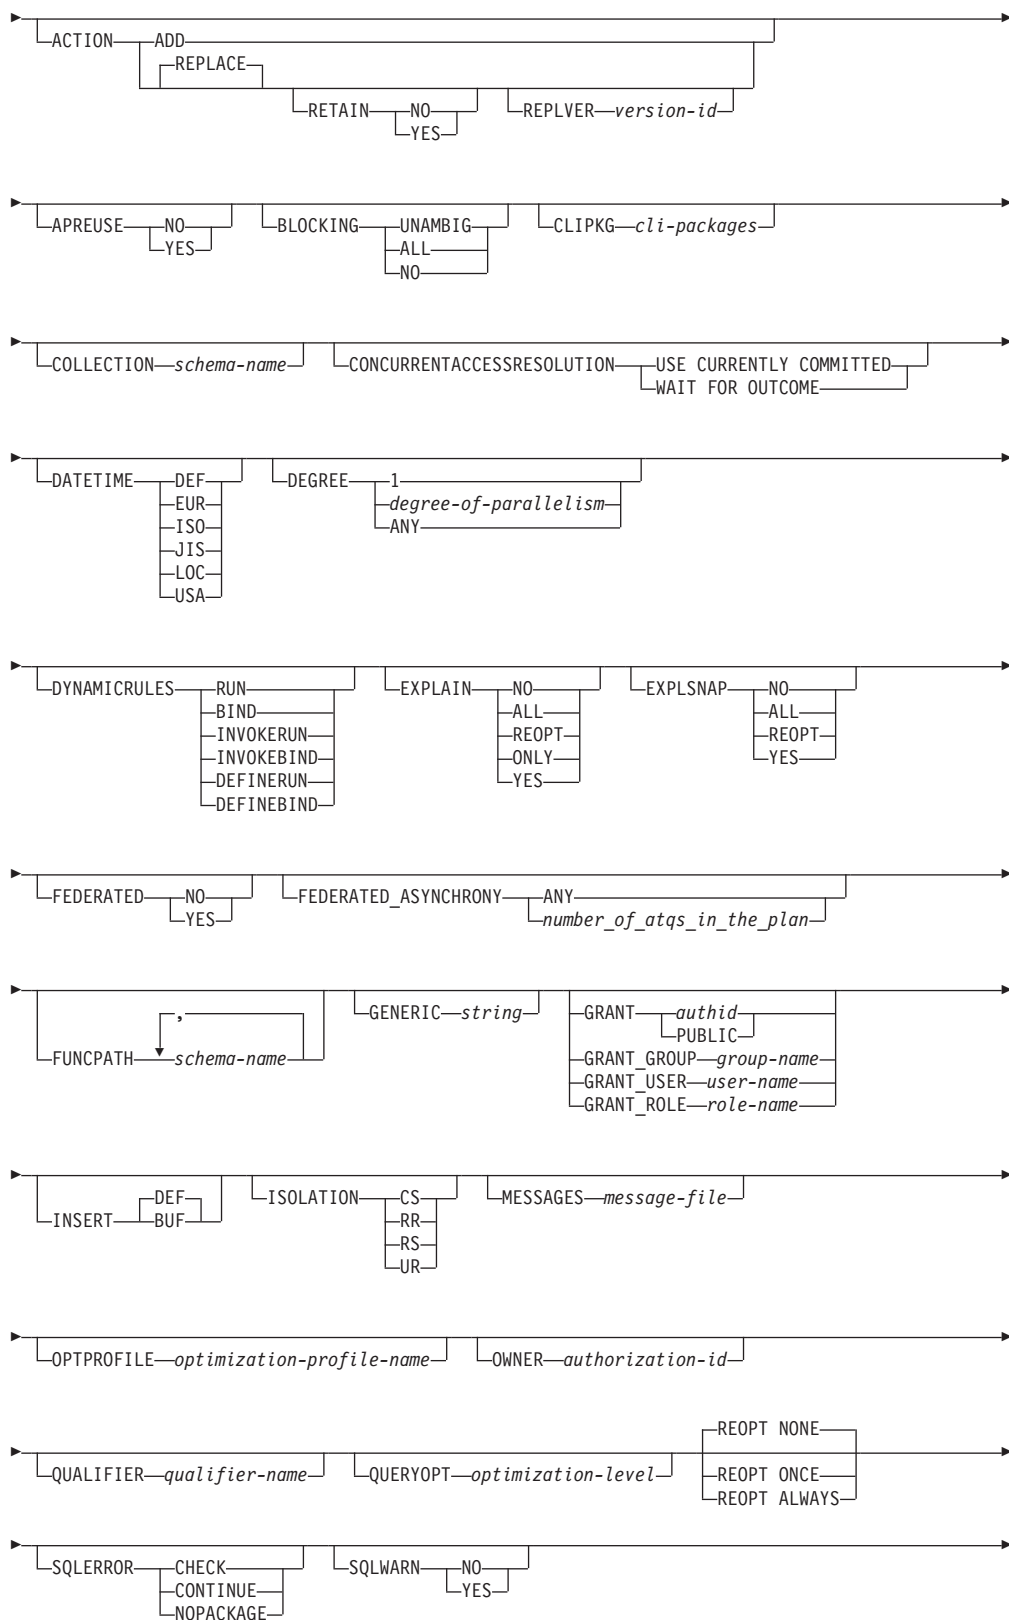 ACTION ADD
REPLACE
RETAIN NO REPLVER version-id
YES
APREUSE NO BLOCKING UNAMBIG CLIPKG cli-packages
YES ALL
NO
COLLECTION schema-name CONCURRENTACCESSRESOLUTION USE CURRENTLY COMMITTED
WAIT FOR OUTCOME
DATETIME DEF DEGREE 1
EUR degree-of-parallelism
ISO ANY
JIS
LOC
USA
DYNAMICRULES RUN EXPLAIN NO EXPLSNAP NO
BIND ALL ALL
INVOKERUN REOPT REOPT
INVOKEBIND ONLY YES
DEFINERUN YES
DEFINEBIND
FEDERATED NO FEDERATED_ASYNCHRONY ANY
YES number_of_atqs_in_the_plan
, GENERIC string GRANT authid
FUNCPATH schema-name PUBLIC
GRANT_GROUP group-name
GRANT_USER user-name
GRANT_ROLE role-name
DEF ISOLATION CS MESSAGES message-file
INSERT BUF RR
RS
UR
OPTPROFILE optimization-profile-name OWNER authorization-id
REOPT NONE
QUALIFIER qualifier-name QUERYOPT optimization-level REOPT ONCE
REOPT ALWAYS
SQLERROR CHECK SQLWARN NO
CONTINUE YES
NOPACKAGE